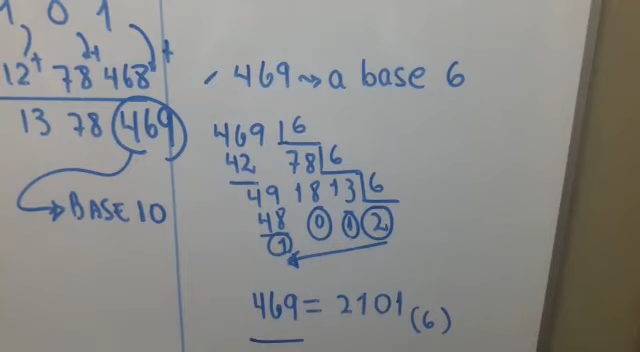 1, 0 1
12+ 78+ 468+
13 78 469
BASE 10
469 → a base 6
469 6
42 78 6
49 18 13 6
48 0 1 2
1
469 = 2101(6)